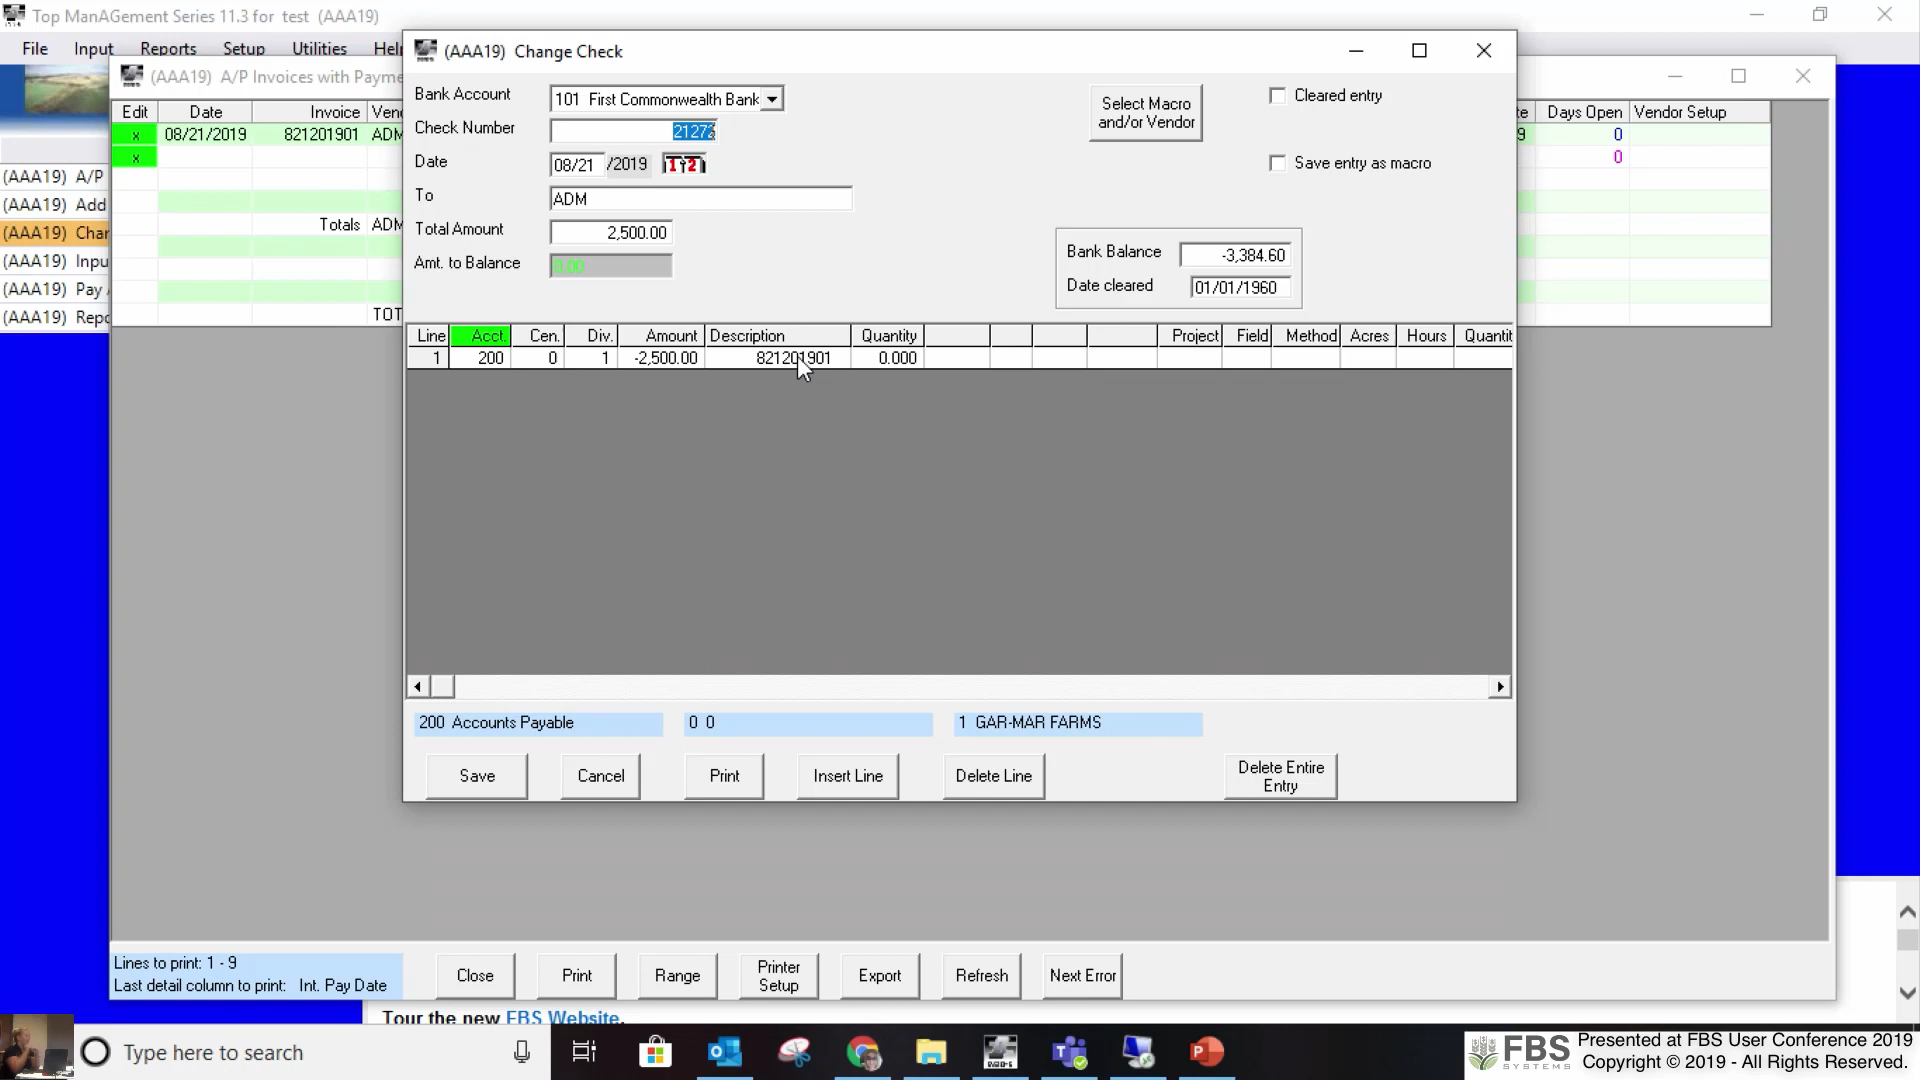 Top ManAGement Series 11.3 for test (AAA19)
File Input Reports Setup Utilities Help
(AAA19) A/P Invoices with Payme
Edit Date Invoice Ven Days Open Vendor Setup
x 08/21/2019 821201901 ADM 9 0
x 0
Totals ADM
TOT
(AAA19) A/P
(AAA19) Add
(AAA19) Char
(AAA19) Inpu
(AAA19) Pay
(AAA19) Repo
(AAA19) Change Check
Bank Account 101 First Commonwealth Bank
Check Number 21272
Date 08/21 /2019
To ADM
Total Amount 2,500.00
Amt. to Balance 0.00
Select Macro
and/or Vendor
Cleared entry
Save entry as macro
Bank Balance -3,384.60
Date cleared 01/01/1960
Line Acct. Cen. Div. Amount Description Quantity Project Field Method Acres Hours Quantit
1 200 0 1 -2,500.00 821201901 0.000
200 Accounts Payable 0 0 1 GAR-MAR FARMS
Save Cancel Print Insert Line Delete Line Delete Entire
Entry
Lines to print: 1 - 9
Last detail column to print: Int. Pay Date
Close Print Range Printer
Setup Export Refresh Next Error
Tour the new FBS Website.
Type here to search
FBS
SYSTEMS
Presented at FBS User Conference 2019
Copyright © 2019 - All Rights Reserved.